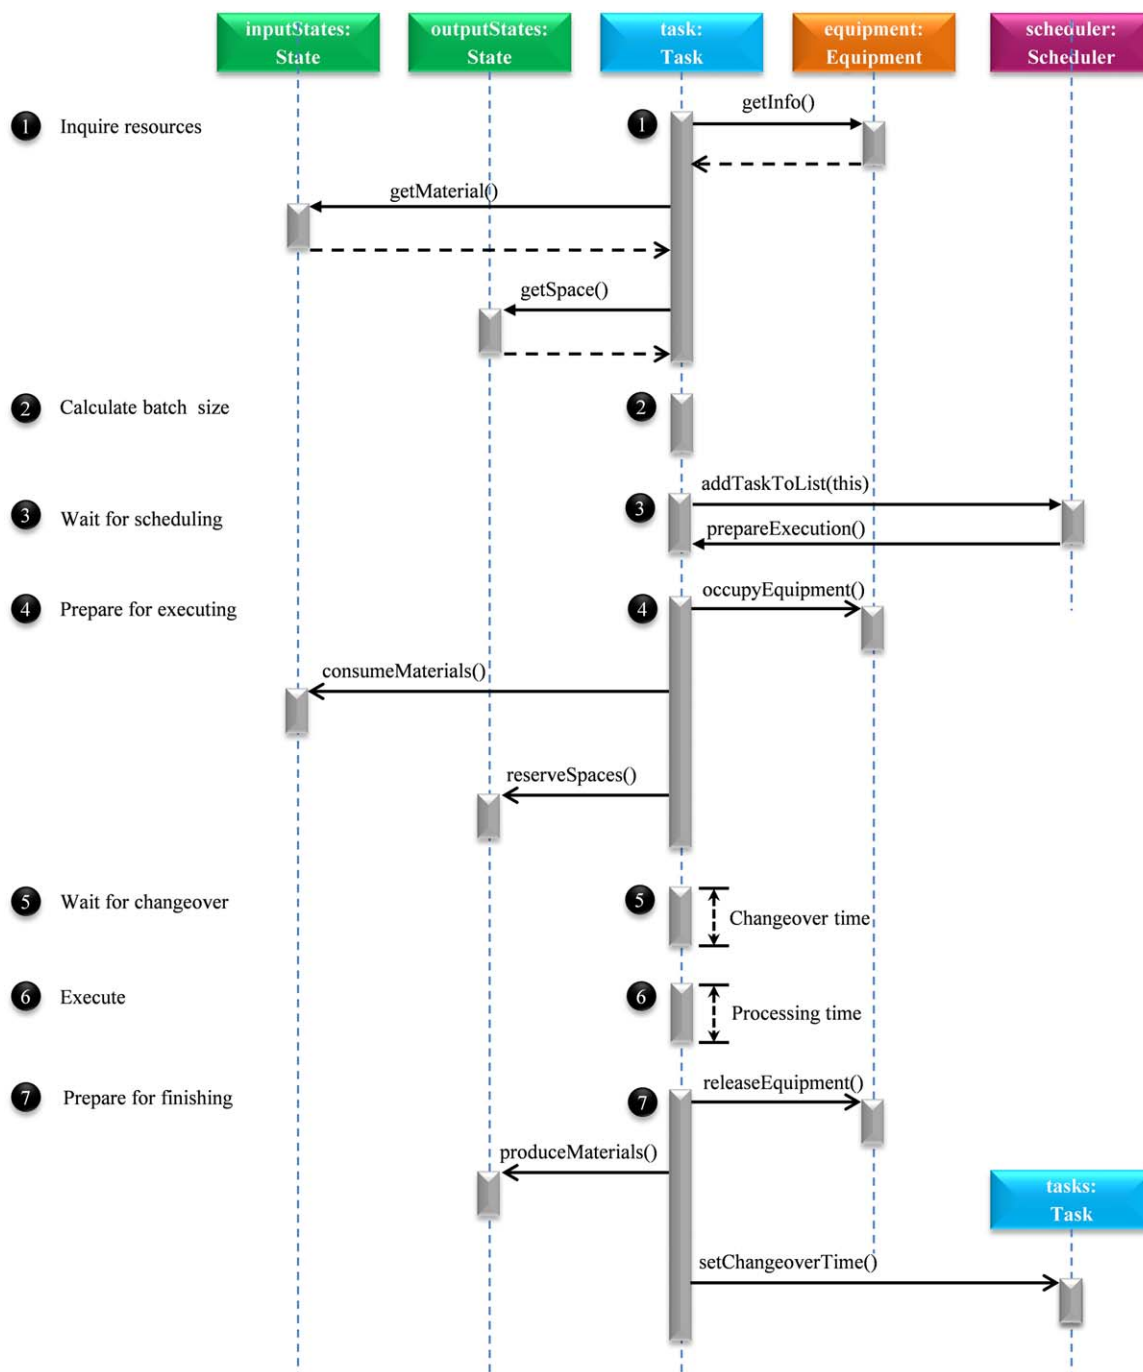 inputStates:
State
outputStates:
State
task:
Task
equipment:
Equipment
scheduler:
Scheduler
1 Inquire resources
1
getInfo()
getMaterial()
getSpace()
2 Calculate batch size
2
3 Wait for scheduling
3
addTaskToList(this)
prepareExecution()
4 Prepare for executing
4
occupyEquipment()
consumeMaterials()
reserveSpaces()
5 Wait for changeover
5
Changeover time
6 Execute
6
Processing time
7 Prepare for finishing
7
releaseEquipment()
produceMaterials()
tasks:
Task
setChangeoverTime()